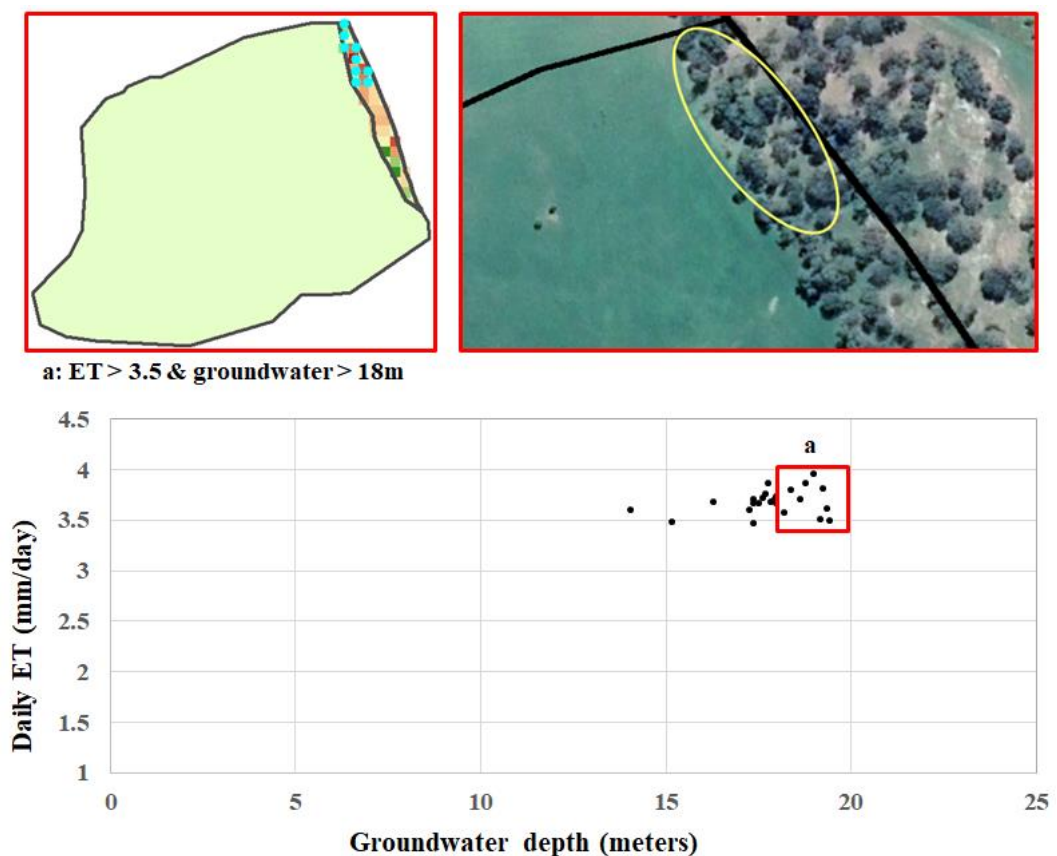 a: ET > 3.5 & groundwater > 18m
4.5
4
3.5
3
2.5
2
1.5
1
a
Daily ET (mm/day)
0 5 10 15 20 25
Groundwater depth (meters)